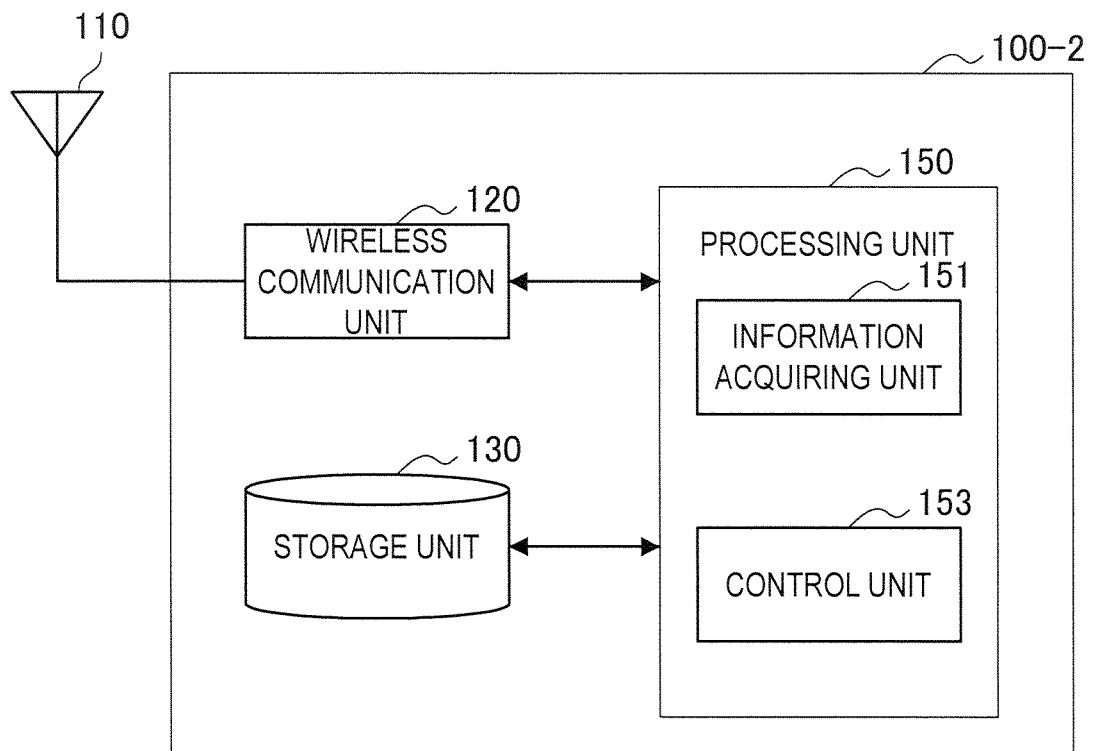 110
100-2
150
120
WIRELESS
COMMUNICATION
UNIT
PROCESSING UNIT
151
INFORMATION
ACQUIRING UNIT
130
STORAGE UNIT
153
CONTROL UNIT